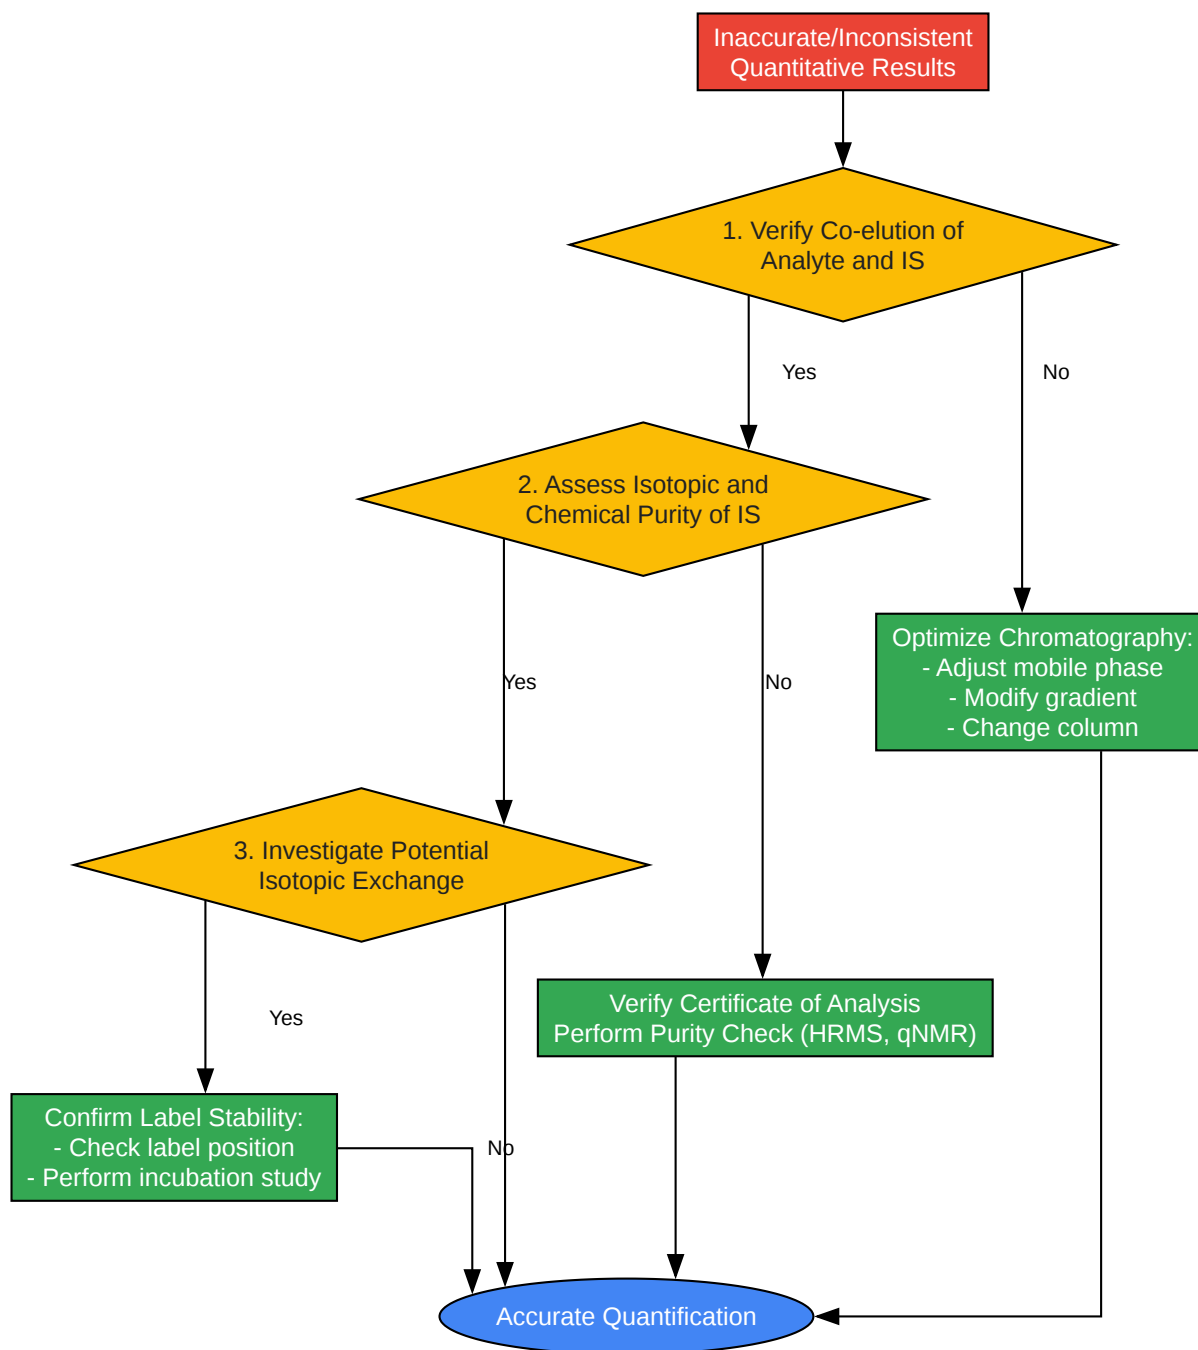 Inaccurate/Inconsistent
Quantitative Results
1. Verify Co-elution of
Analyte and IS
Yes
No
2. Assess Isotopic and
Chemical Purity of IS
Optimize Chromatography:
- Adjust mobile phase
- Modify gradient
- Change column
Yes
No
3. Investigate Potential
Isotopic Exchange
Verify Certificate of Analysis
Perform Purity Check (HRMS, qNMR)
Yes
Confirm Label Stability:
- Check label position
- Perform incubation study
No
Accurate Quantification